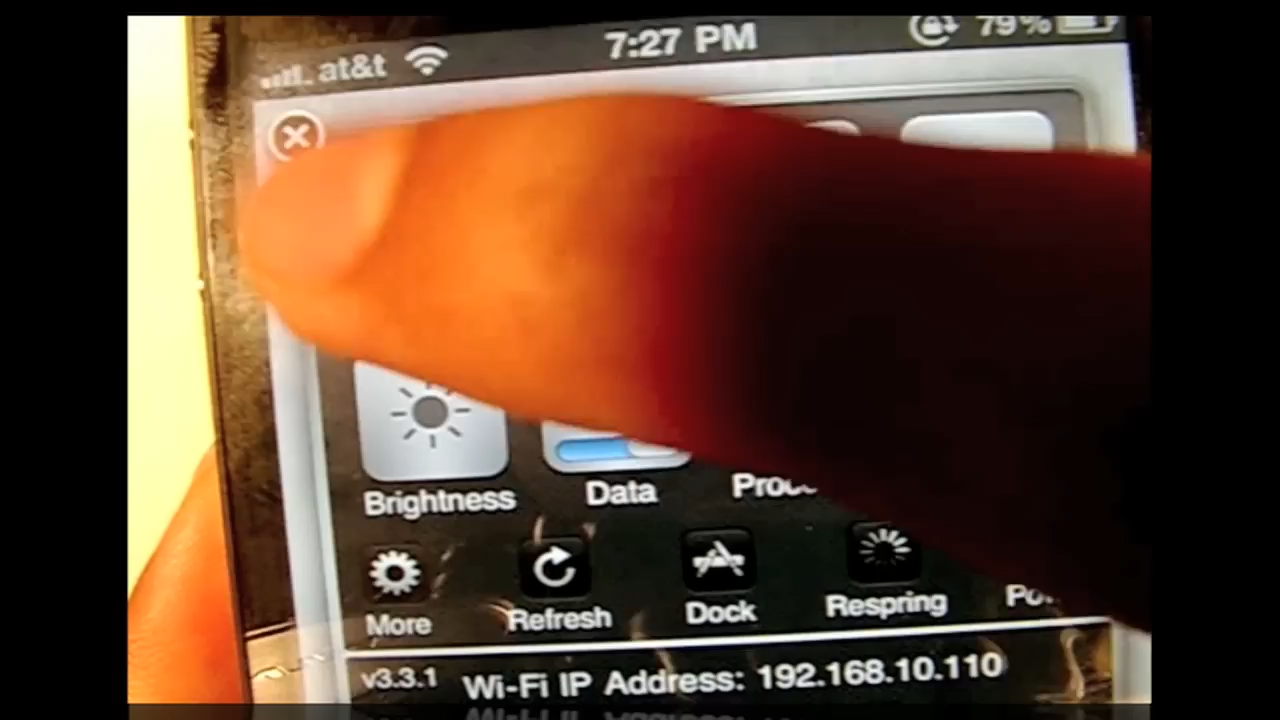 at&t 7:27 PM 79%
Brightness Data
More Refresh Dock Respring
v3.3.1 Wi-Fi IP Address: 192.168.10.110